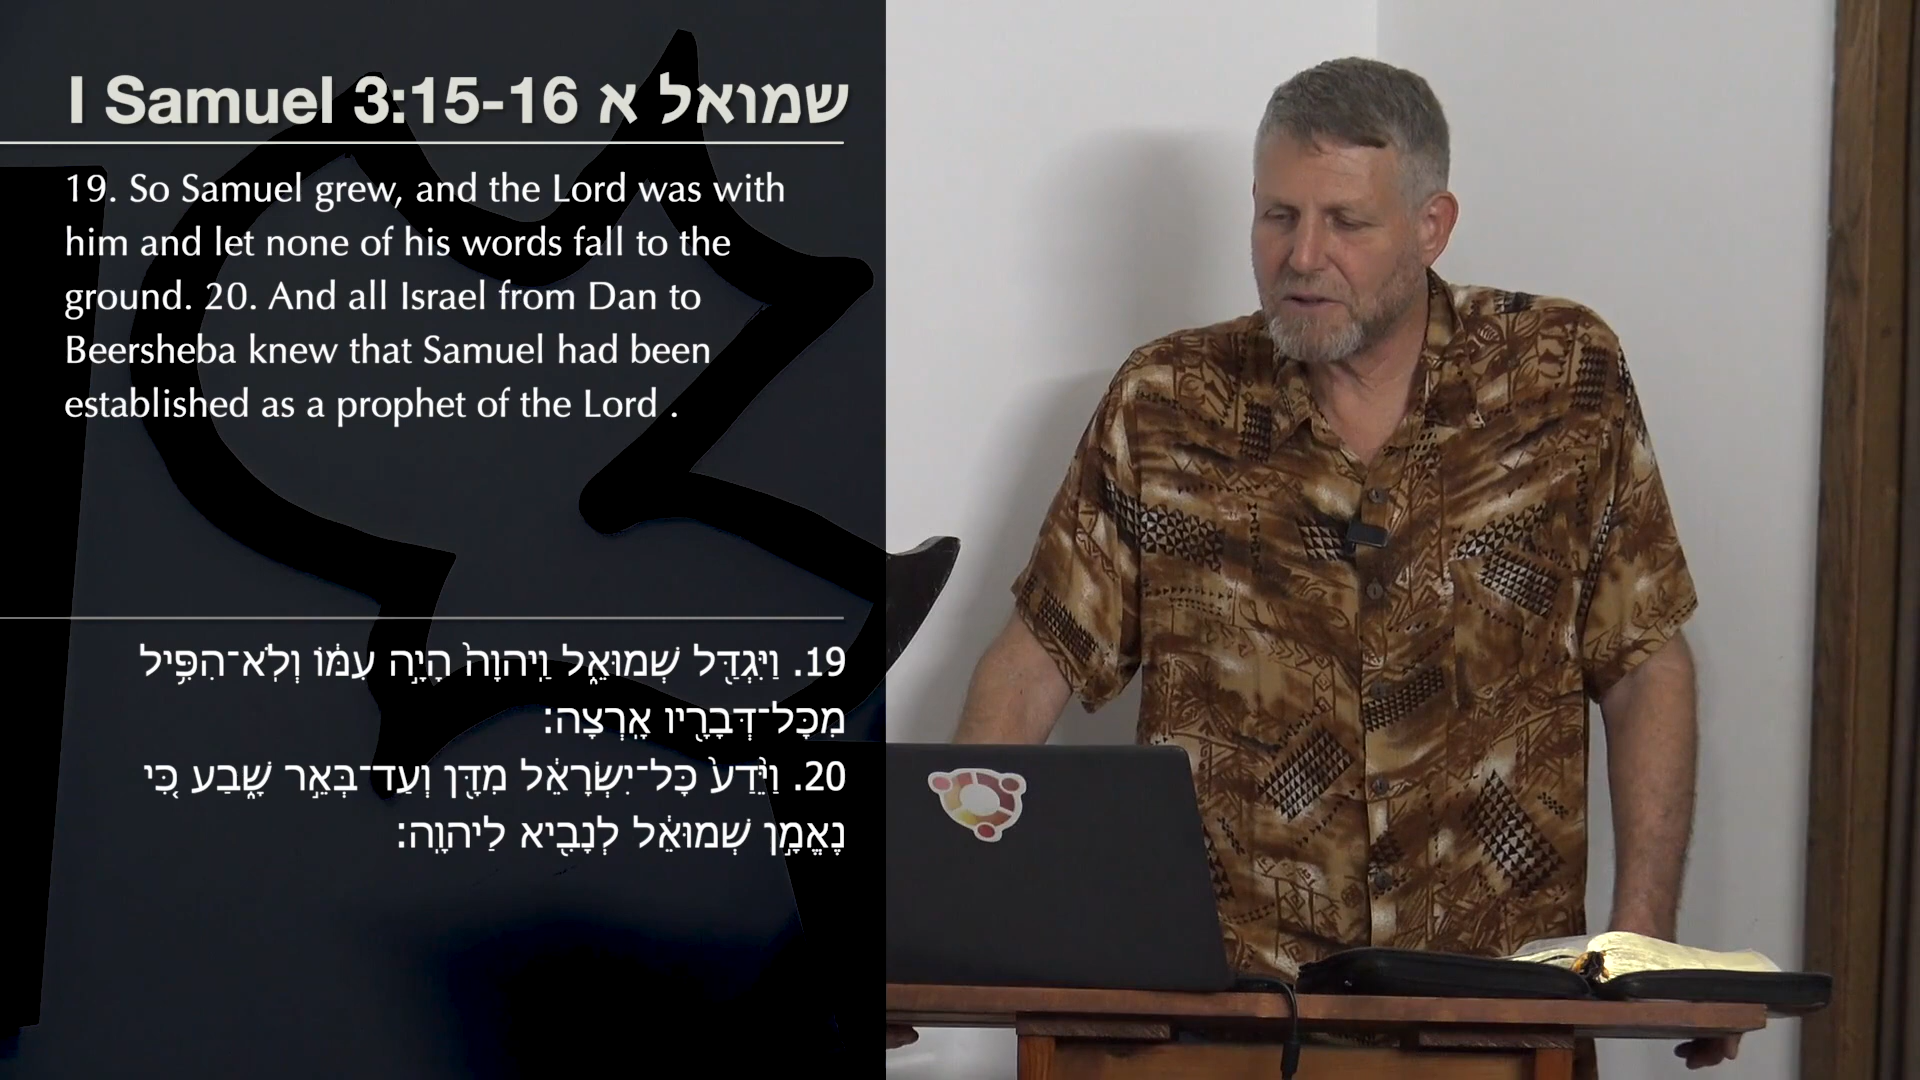 I Samuel 3:15-16 שמואל א
19. So Samuel grew, and the Lord was with
him and let none of his words fall to the
ground. 20. And all Israel from Dan to
Beersheba knew that Samuel had been
established as a prophet of the Lord .
19. וַיִּגְדַּ֖ל שְׁמוּאֵ֑ל וַֽיהוָה֙ הָיָ֣ה עִמּ֔וֹ וְלֹֽא־הִפִּ֥יל
מִכָּל־דְּבָרָ֖יו אָֽרְצָה׃
20. וַיֵּ֙דַע֙ כָּל־יִשְׂרָאֵ֔ל מִדָּ֖ן וְעַד־בְּאֵ֣ר שָׁ֑בַע כִּ֚י
נֶאֱמָ֣ן שְׁמוּאֵ֔ל לְנָבִ֖יא לַיהוָֽה׃